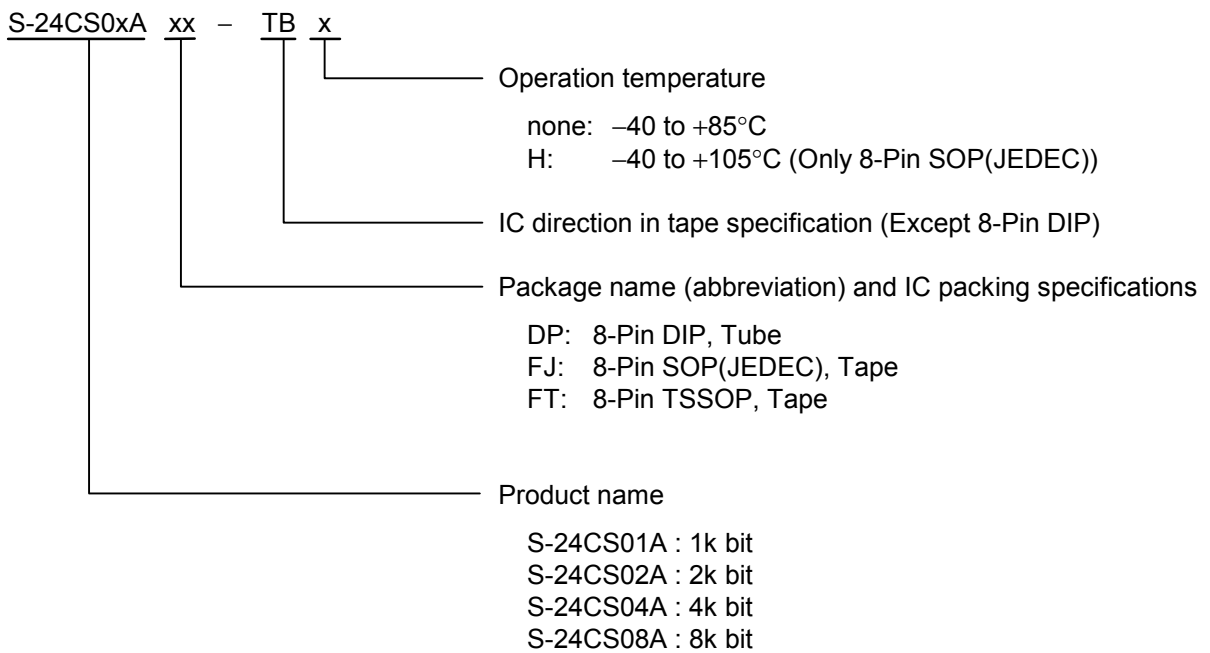 S-24CS0xA xx − TB x
Operation temperature
none: −40 to +85°C
H: −40 to +105°C (Only 8-Pin SOP(JEDEC))
IC direction in tape specification (Except 8-Pin DIP)
Package name (abbreviation) and IC packing specifications
DP: 8-Pin DIP, Tube
FJ: 8-Pin SOP(JEDEC), Tape
FT: 8-Pin TSSOP, Tape
Product name
S-24CS01A : 1k bit
S-24CS02A : 2k bit
S-24CS04A : 4k bit
S-24CS08A : 8k bit